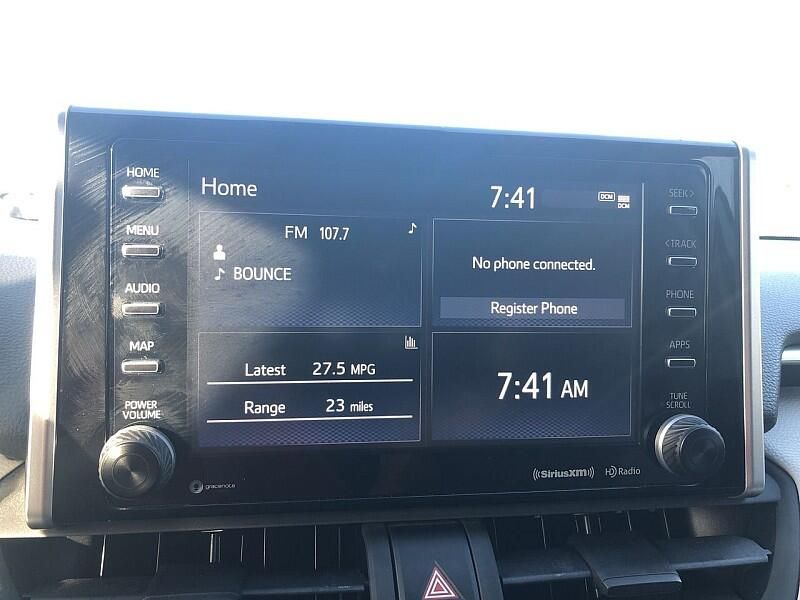 HOME
MENU
AUDIO
MAP
POWER
VOLUME
Home
7:41
DCM
DCM
FM 107.7
BOUNCE
No phone connected.
Register Phone
Latest 27.5 MPG
Range 23 miles
7:41 AM
SEEK >
< TRACK
PHONE
APPS
TUNE
SCROLL
gracenote
SiriusXM
HD Radio